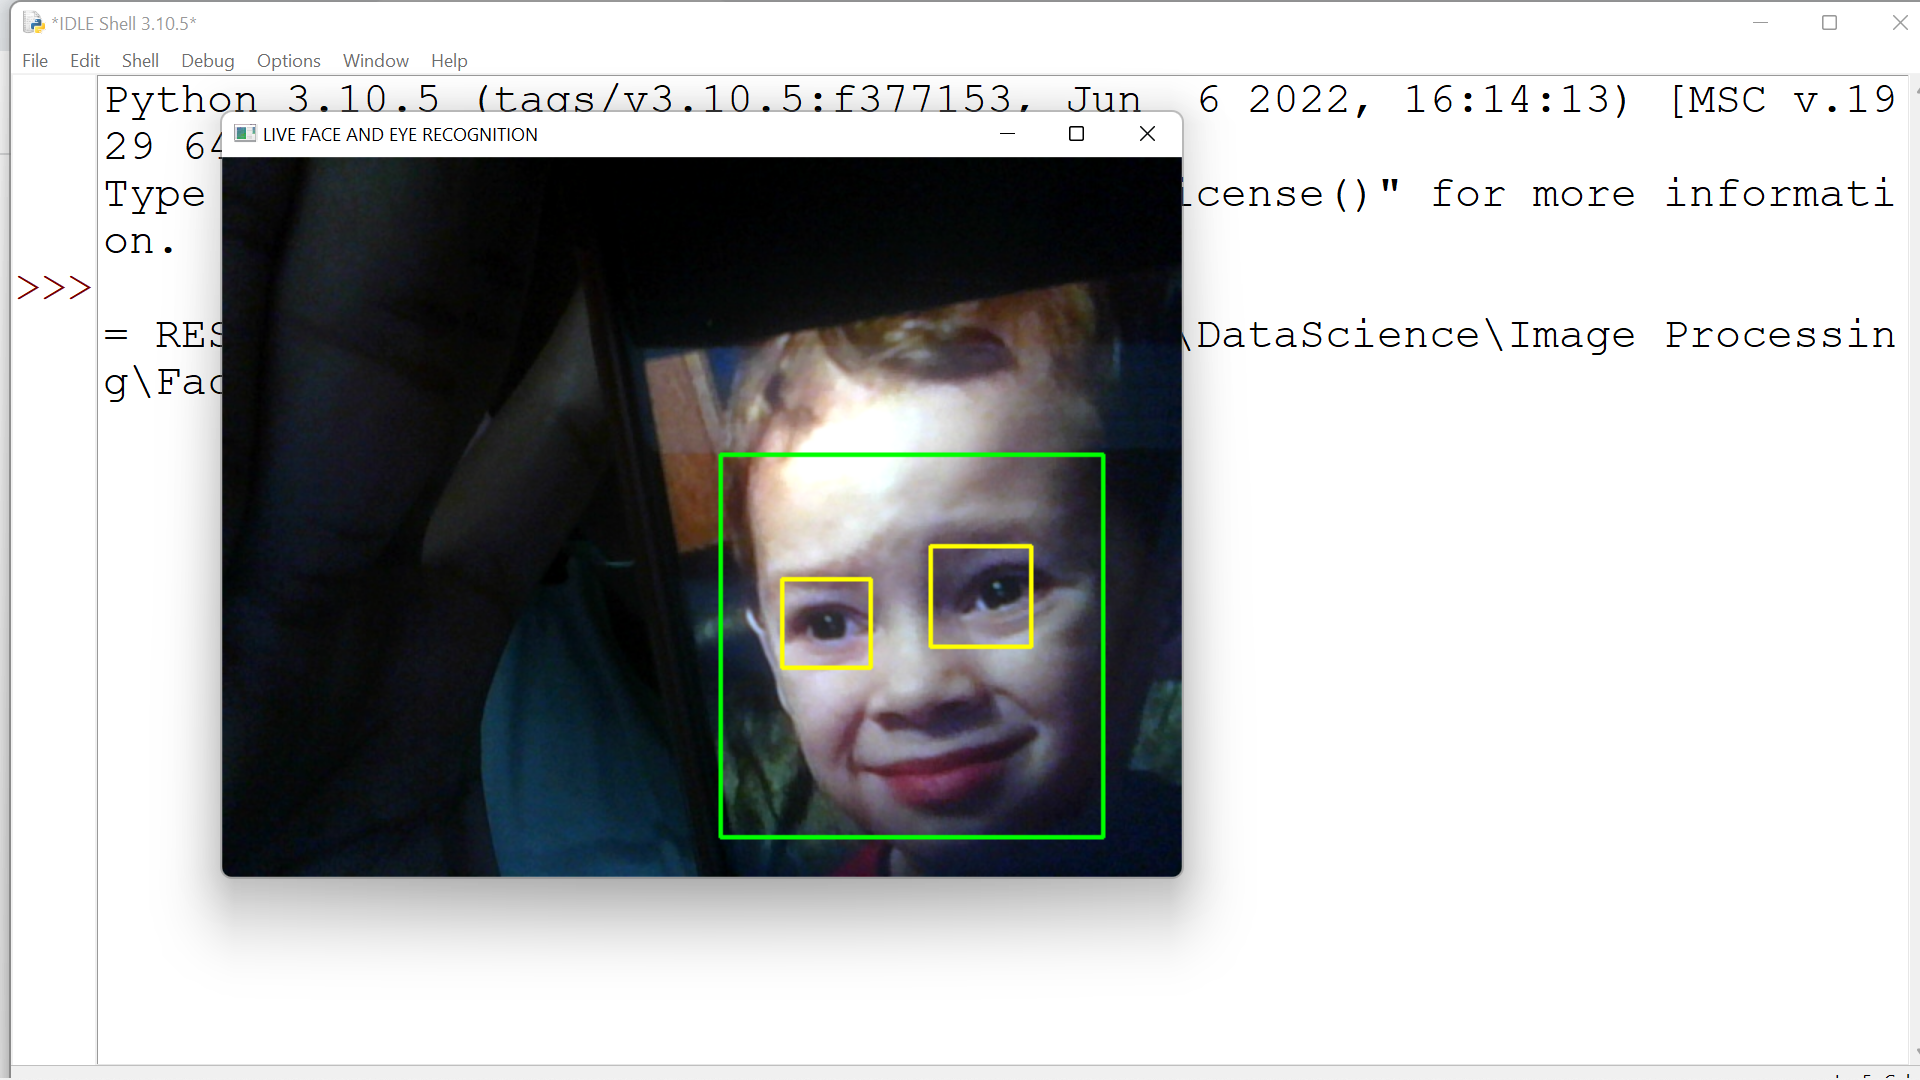 *IDLE Shell 3.10.5*
File Edit Shell Debug Options Window Help
Python 3.10.5 (tags/v3.10.5:f377153, Jun 6 2022, 16:14:13) [MSC v.19
LIVE FACE AND EYE RECOGNITION
29 64
Type icense()" for more informati
on.
>>>
= RES \DataScience\Image Processin
g\Fac